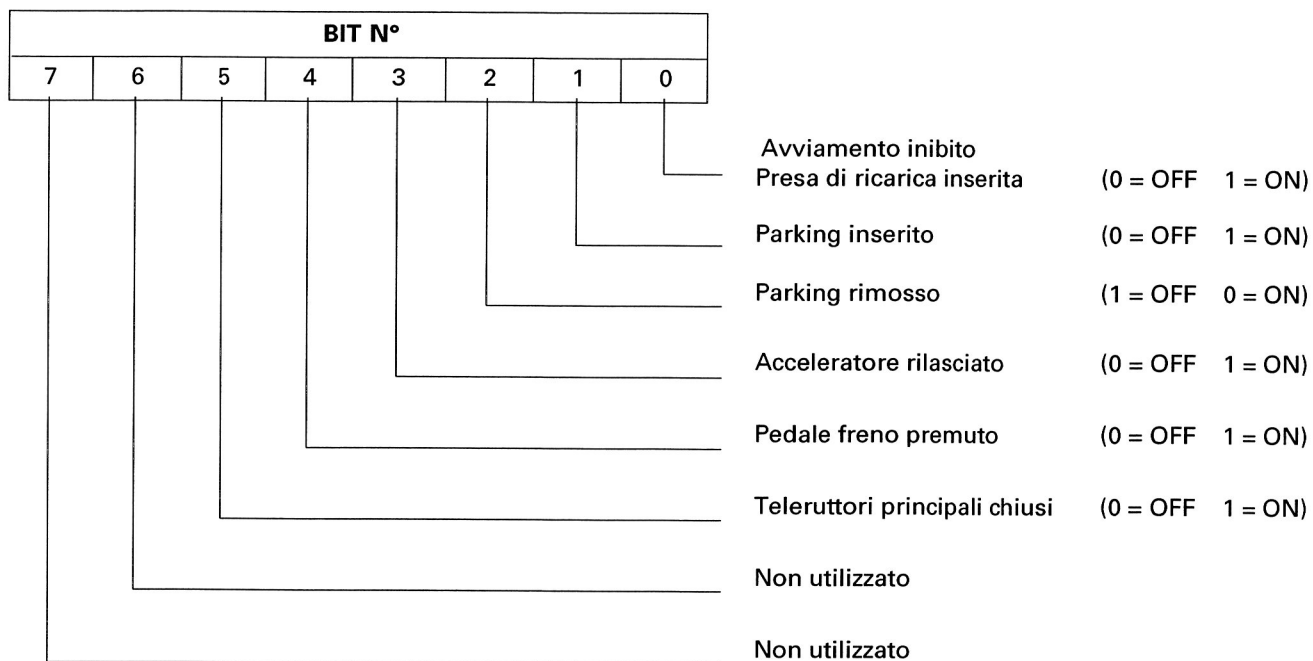 BIT N°
7 6 5 4 3 2 1 0
Avviamento inibito
Presa di ricarica inserita (0 = OFF 1 = ON)
Parking inserito (0 = OFF 1 = ON)
Parking rimosso (1 = OFF 0 = ON)
Acceleratore rilasciato (0 = OFF 1 = ON)
Pedale freno premuto (0 = OFF 1 = ON)
Teleruttori principali chiusi (0 = OFF 1 = ON)
Non utilizzato
Non utilizzato